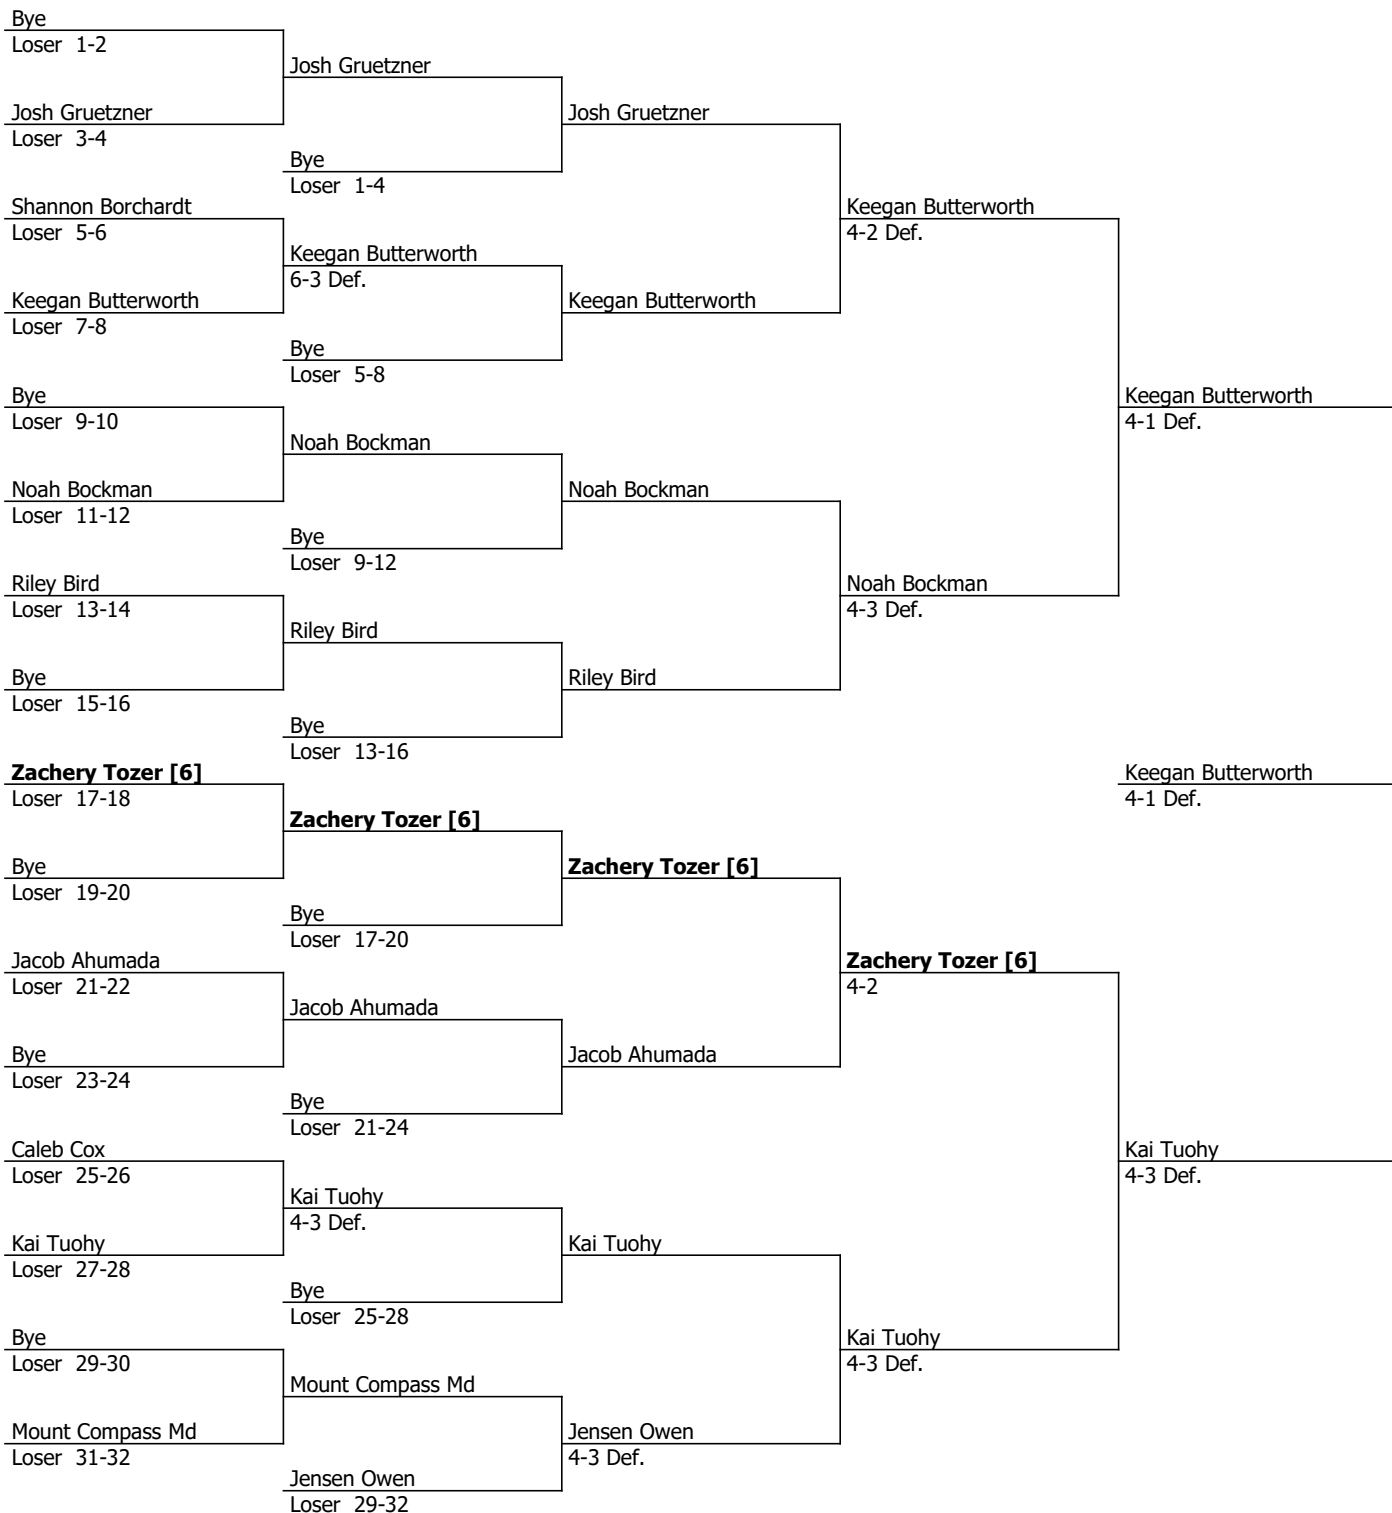 Bye
Loser 1-2
Josh Gruetzner
Josh Gruetzner
Loser 3-4
Josh Gruetzner
Bye
Loser 1-4
Shannon Borchardt
Loser 5-6
Keegan Butterworth
4-2 Def.
Keegan Butterworth
6-3 Def.
Keegan Butterworth
Loser 7-8
Keegan Butterworth
Bye
Loser 5-8
Bye
Loser 9-10
Keegan Butterworth
4-1 Def.
Noah Bockman
Noah Bockman
Loser 11-12
Noah Bockman
Bye
Loser 9-12
Riley Bird
Loser 13-14
Noah Bockman
4-3 Def.
Riley Bird
Bye
Loser 15-16
Riley Bird
Bye
Loser 13-16
Zachery Tozer [6]
Loser 17-18
Keegan Butterworth
4-1 Def.
Zachery Tozer [6]
Bye
Loser 19-20
Zachery Tozer [6]
Bye
Loser 17-20
Jacob Ahumada
Loser 21-22
Zachery Tozer [6]
4-2
Jacob Ahumada
Bye
Loser 23-24
Jacob Ahumada
Bye
Loser 21-24
Caleb Cox
Loser 25-26
Kai Tuohy
4-3 Def.
Kai Tuohy
4-3 Def.
Kai Tuohy
Loser 27-28
Kai Tuohy
Bye
Loser 25-28
Bye
Loser 29-30
Kai Tuohy
4-3 Def.
Mount Compass Md
Mount Compass Md
Loser 31-32
Jensen Owen
4-3 Def.
Jensen Owen
Loser 29-32